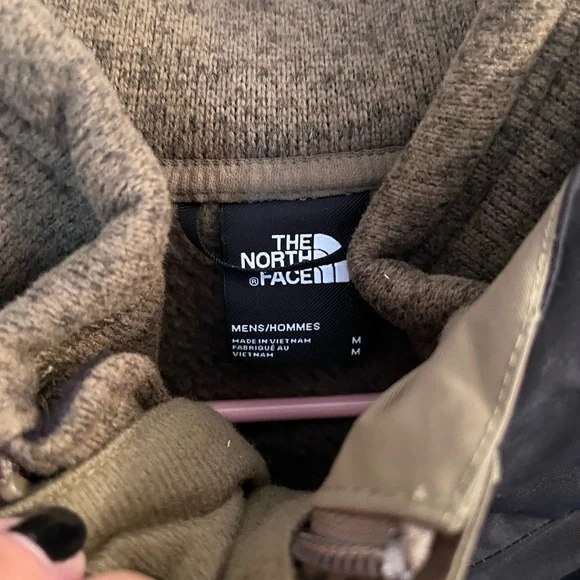 THE
NORTH
®FACE
MENS/HOMMES
MADE IN VIETNAM M
FABRIQUÉ AU
VIETNAM M